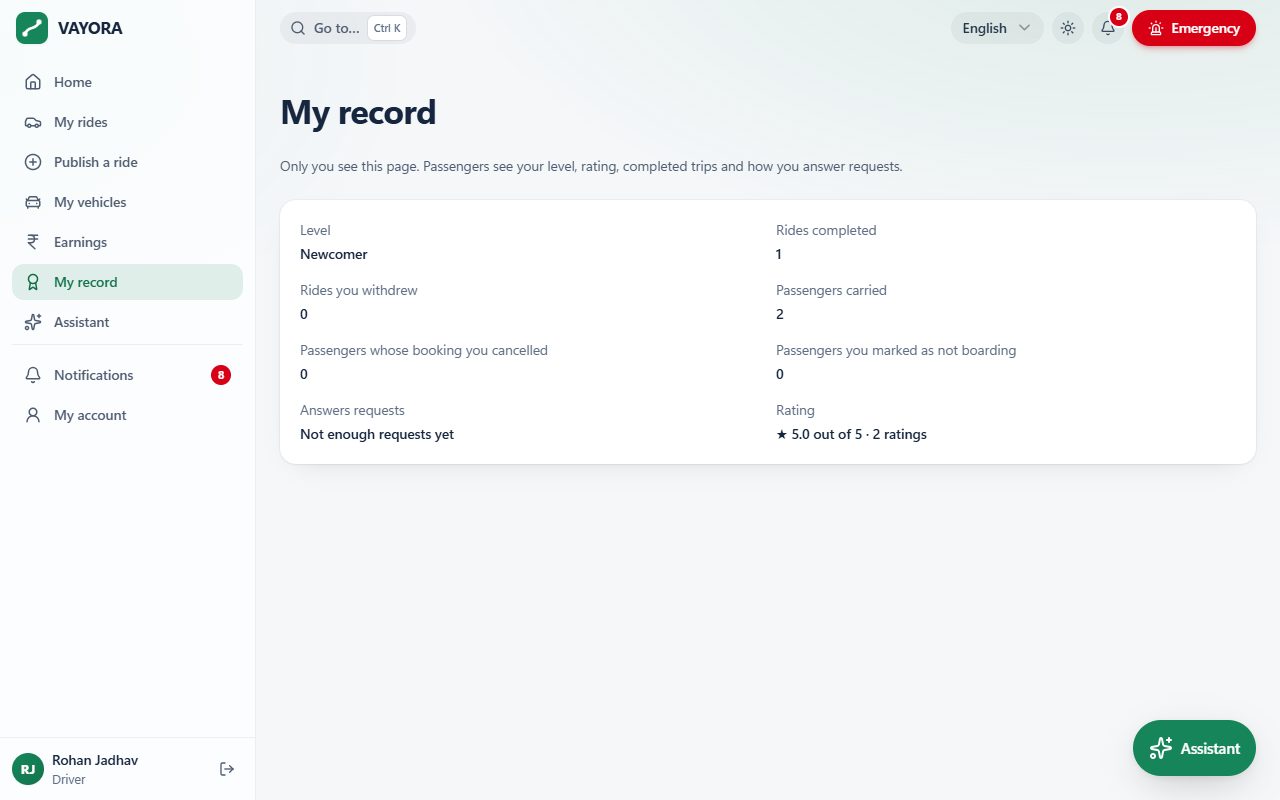 VAYORA
Go to... Ctrl K
English
8
Emergency
Home
My rides
Publish a ride
My vehicles
Earnings
My record
Assistant
Notifications 8
My account
Rohan Jadhav
RJ
Driver
My record
Only you see this page. Passengers see your level, rating, completed trips and how you answer requests.
Level
Newcomer
Rides completed
1
Rides you withdrew
0
Passengers carried
2
Passengers whose booking you cancelled
0
Passengers you marked as not boarding
0
Answers requests
Not enough requests yet
Rating
★ 5.0 out of 5 · 2 ratings
Assistant